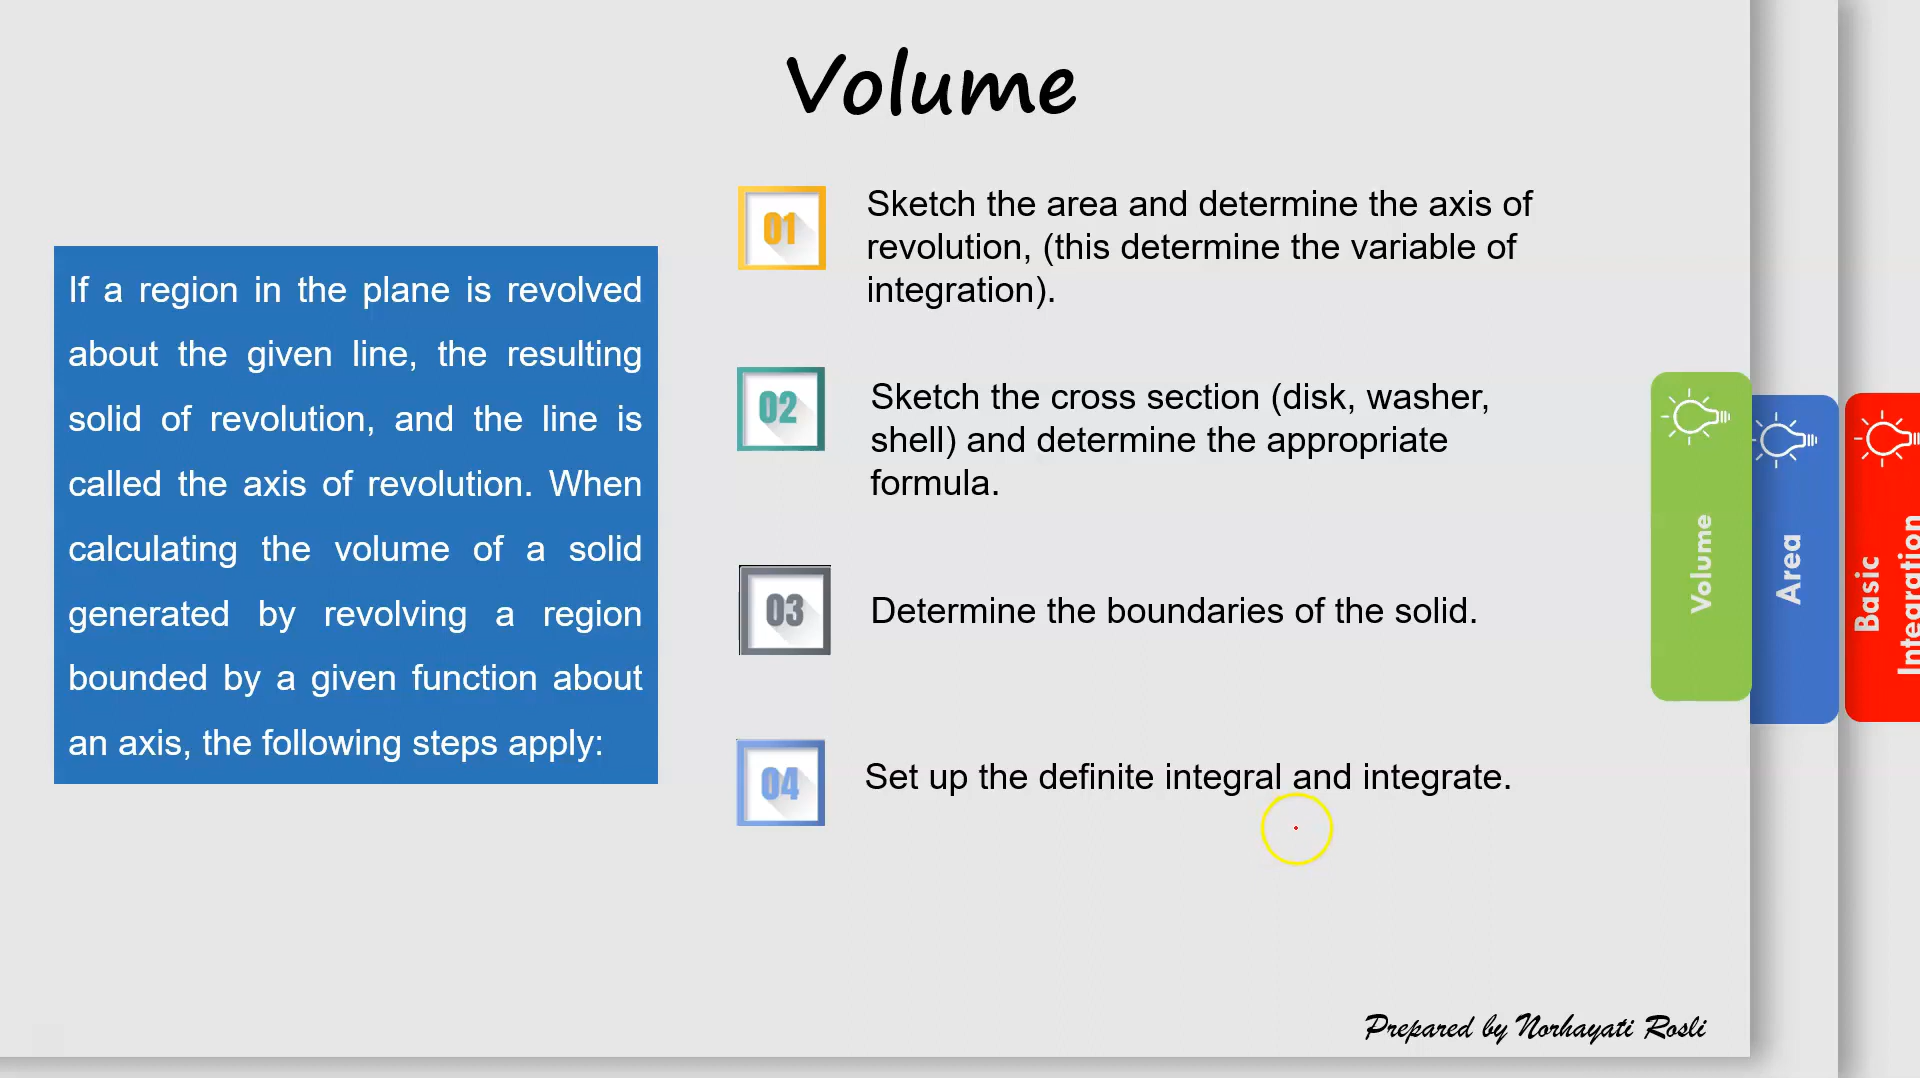 Volume
If a region in the plane is revolved
about the given line, the resulting
solid of revolution, and the line is
called the axis of revolution. When
calculating the volume of a solid
generated by revolving a region
bounded by a given function about
an axis, the following steps apply:
01
Sketch the area and determine the axis of
revolution, (this determine the variable of
integration).
02
Sketch the cross section (disk, washer,
shell) and determine the appropriate
formula.
03
Determine the boundaries of the solid.
04
Set up the definite integral and integrate.
Volume
Area
Basic
Integration
Prepared by Norhayati Rosli